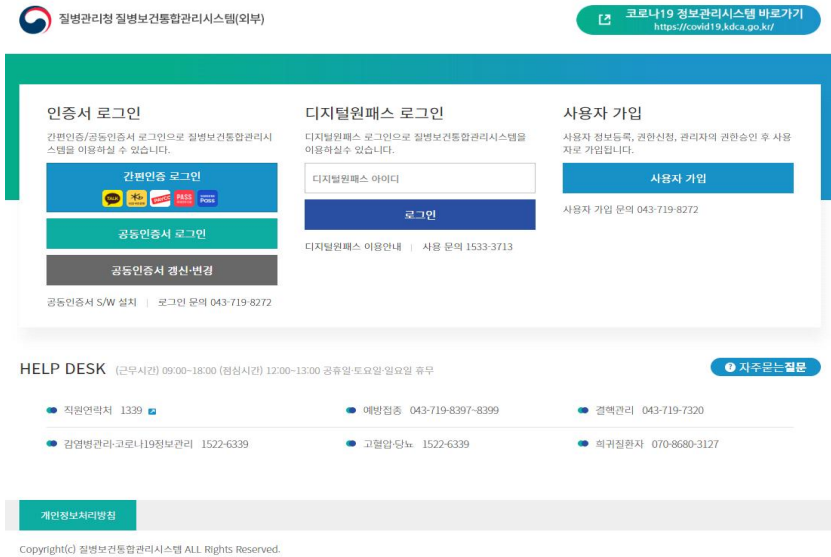 질병관리청 질병보건통합관리시스템(외부)
코로나19 정보관리시스템 바로가기
https://covid19.kdca.go.kr/
인증서 로그인
간편인증/공동인증서 로그인으로 질병보건통합관리시
스템을 이용하실 수 있습니다.
간편인증 로그인
TALK PAYCO PASS PASS
공동인증서 로그인
공동인증서 갱신·변경
공동인증서 S/W 설치 | 로그인 문의 043-719-8272
디지털원패스 로그인
디지털원패스 로그인으로 질병보건통합관리시스템을
이용하실수 있습니다.
디지털원패스 아이디
로그인
디지털원패스 이용안내 | 사용 문의 1533-3713
사용자 가입
사용자 정보등록, 권한신청, 관리자의 권한승인 후 사용
자로 가입됩니다.
사용자 가입
사용자 가입 문의 043-719-8272
HELP DESK (근무시간) 09:00~18:00 (점심시간) 12:00~13:00 공휴일·토요일·일요일 휴무
자주묻는질문
직원연락처 1339
예방접종 043-719-8397~8399
결핵관리 043-719-7320
감염병관리·코로나19정보관리 1522-6339
고혈압·당뇨 1522-6339
희귀질환자 070-8680-3127
개인정보처리방침
Copyright(c) 질병보건통합관리시스템 ALL Rights Reserved.